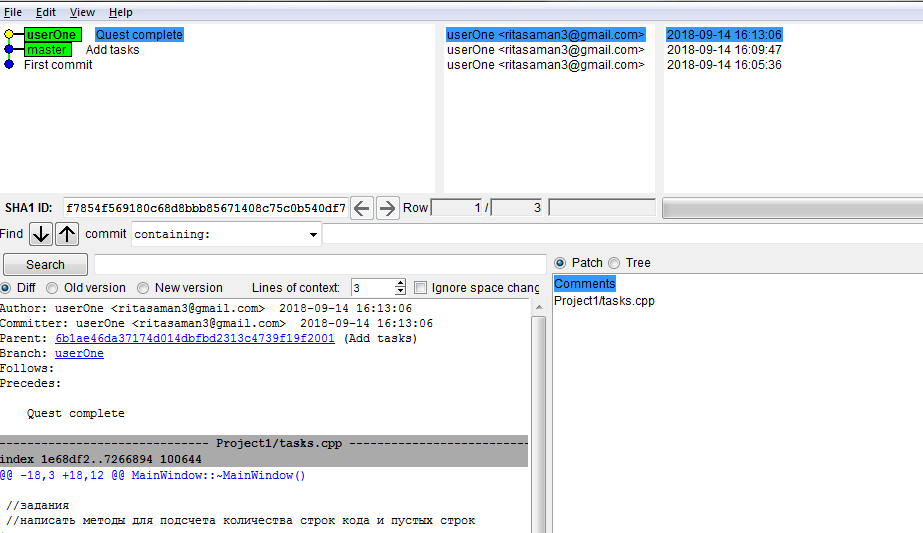 File Edit View Help
userOne Quest complete userOne <ritasaman3@gmail.com> 2018-09-14 16:13:06
master Add tasks userOne <ritasaman3@gmail.com> 2018-09-14 16:09:47
First commit userOne <ritasaman3@gmail.com> 2018-09-14 16:05:36
SHA1 ID: f7854f569180c68d8bbb85671408c75c0b540df7 Row 1 / 3
Find commit containing:
Search
Patch Tree
Diff Old version New version Lines of context: 3 Ignore space chang
Comments
Project1/tasks.cpp
Author: userOne <ritasaman3@gmail.com> 2018-09-14 16:13:06
Committer: userOne <ritasaman3@gmail.com> 2018-09-14 16:13:06
Parent: 6b1ae46da37174d014dbfbd2313c4739f19f2001 (Add tasks)
Branch: userOne
Follows:
Precedes:
Quest complete
------------------------------ Project1/tasks.cpp --------------------------
index 1e68df2..7266894 100644
@@ -18,3 +18,12 @@ MainWindow::~MainWindow()
//задания
//написать методы для подсчета количества строк кода и пустых строк